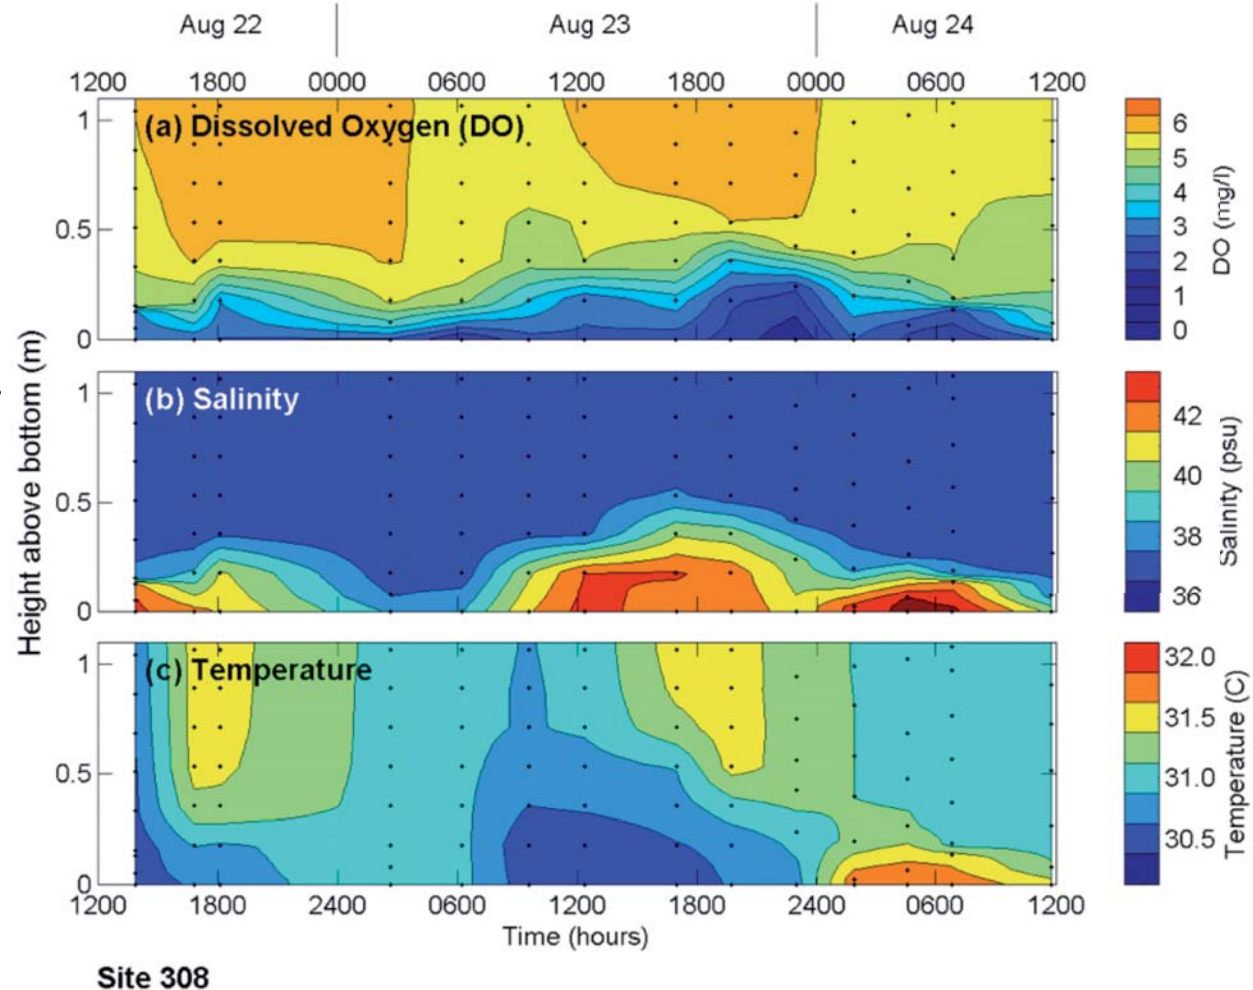 Aug 22 Aug 23 Aug 24
1200 1800 0000 0600 1200 1800 0000 0600 1200
(a) Dissolved Oxygen (DO)
1
0.5
0
6
5
4
3
2
1
0
DO (mg/l)
Height above bottom (m)
(b) Salinity
1
0.5
0
42
40
38
36
Salinity (psu)
(c) Temperature
1
0.5
0
32.0
31.5
31.0
30.5
Temperature (C)
1200 1800 2400 0600 1200 1800 2400 0600 1200
Time (hours)
Site 308